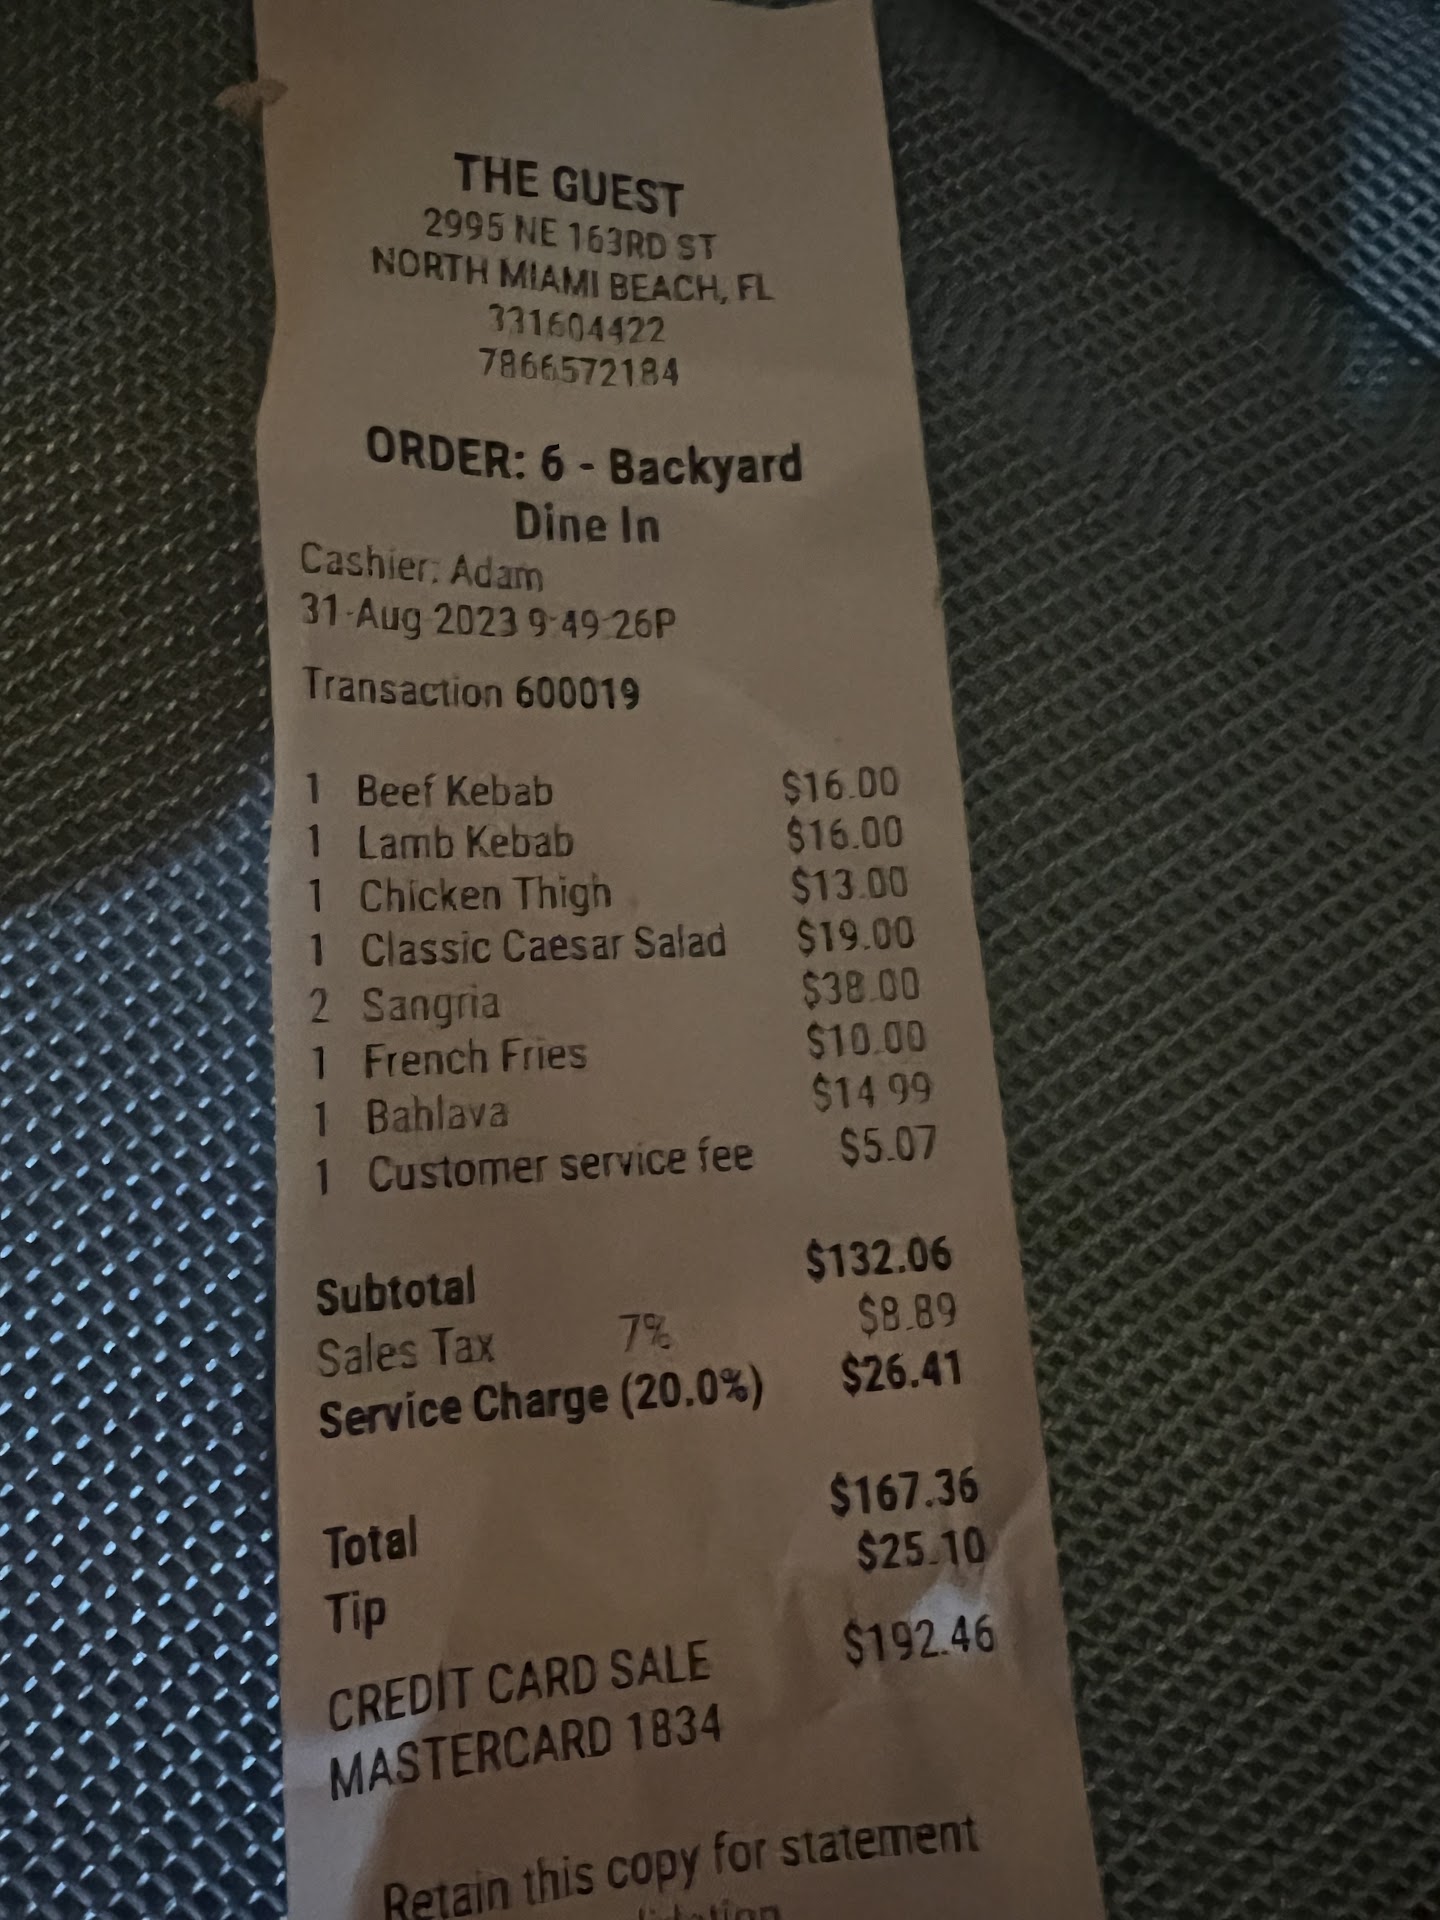 THE GUEST
2995 NE 163RD ST
NORTH MIAMI BEACH, FL
331604422
7866572184
ORDER: 6 - Backyard
Dine In
Cashier: Adam
31-Aug-2023 9:49:26P
Transaction 600019
1 Beef Kebab $16.00
1 Lamb Kebab $16.00
1 Chicken Thigh $13.00
1 Classic Caesar Salad $19.00
2 Sangria $38.00
1 French Fries $10.00
1 Bahlava $14.99
1 Customer service fee $5.07
Subtotal $132.06
Sales Tax 7% $8.89
Service Charge (20.0%) $26.41
Total $167.36
Tip $25.10
CREDIT CARD SALE $192.46
MASTERCARD 1834
Retain this copy for statement